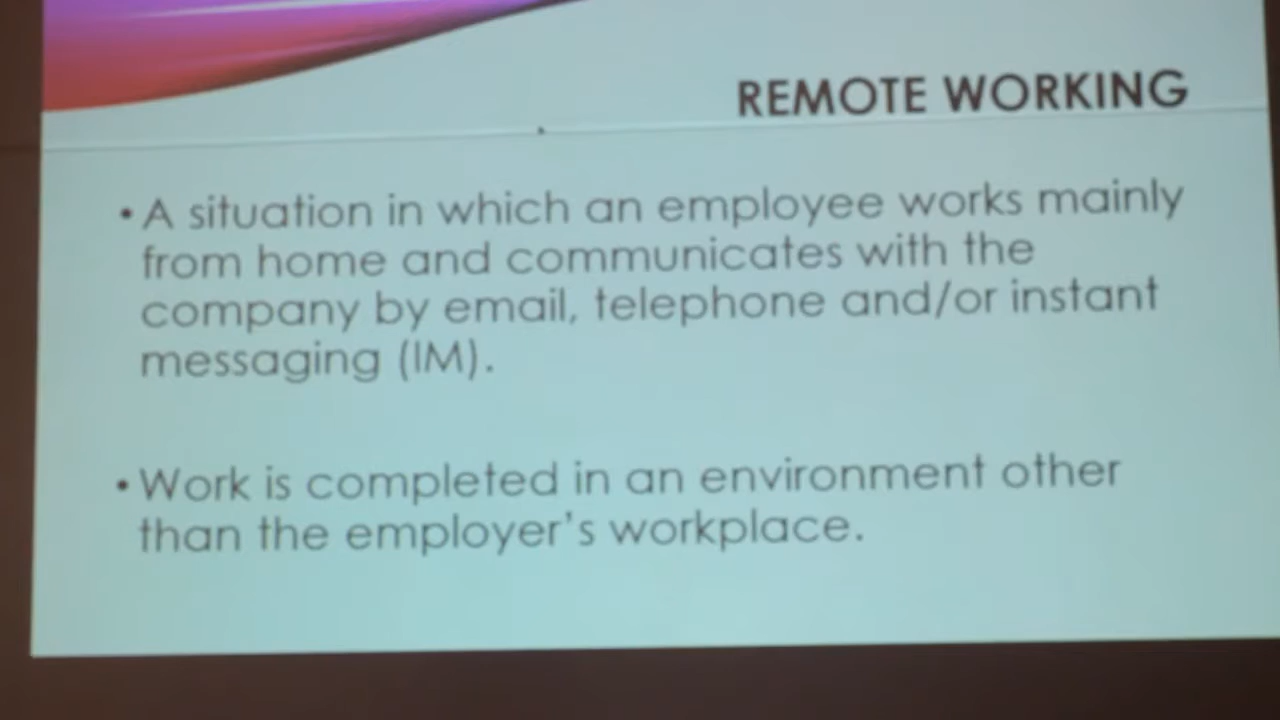 REMOTE WORKING
• A situation in which an employee works mainly
from home and communicates with the
company by email, telephone and/or instant
messaging (IM).
• Work is completed in an environment other
than the employer's workplace.